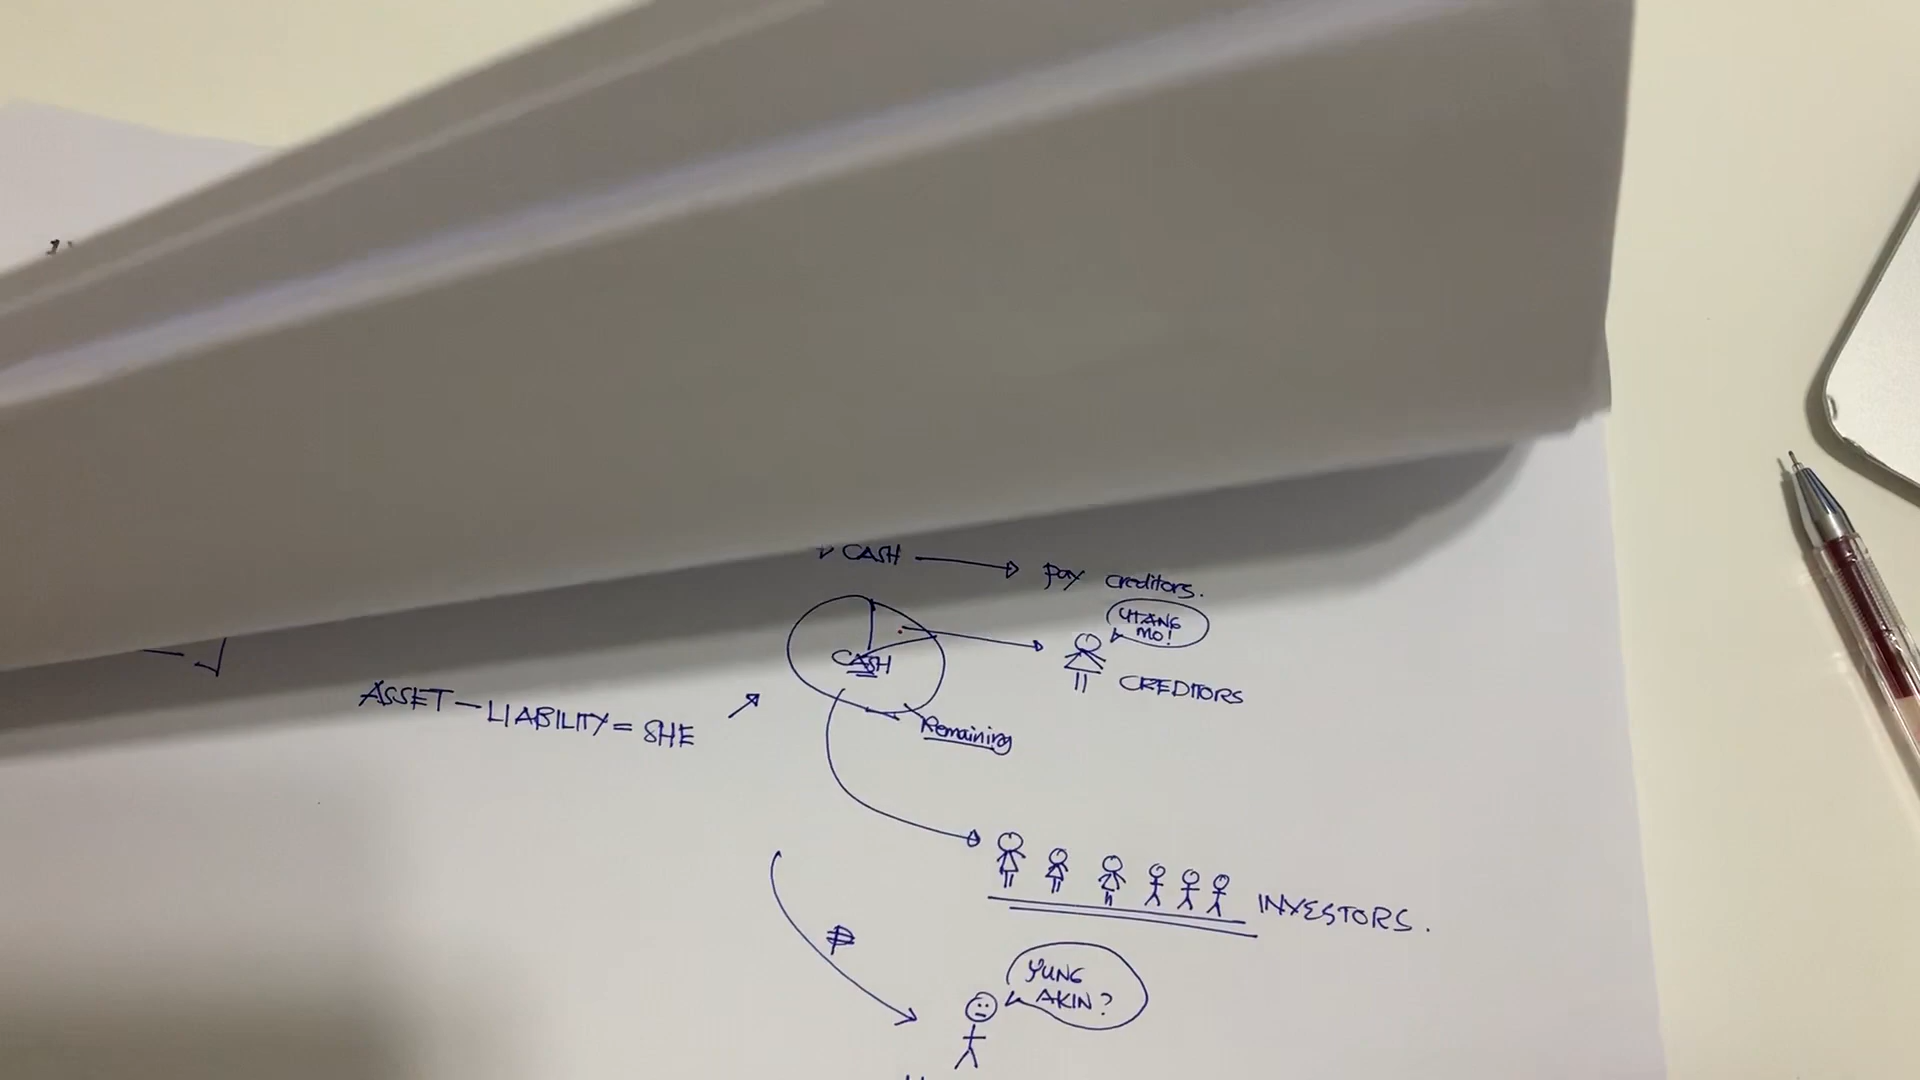 CASH pay creditors.
UTANG
MO!
CASH
CREDITORS
ASSET - LIABILITY = SHE
Remaining
INVESTORS.
₱
YUNG
AKIN?